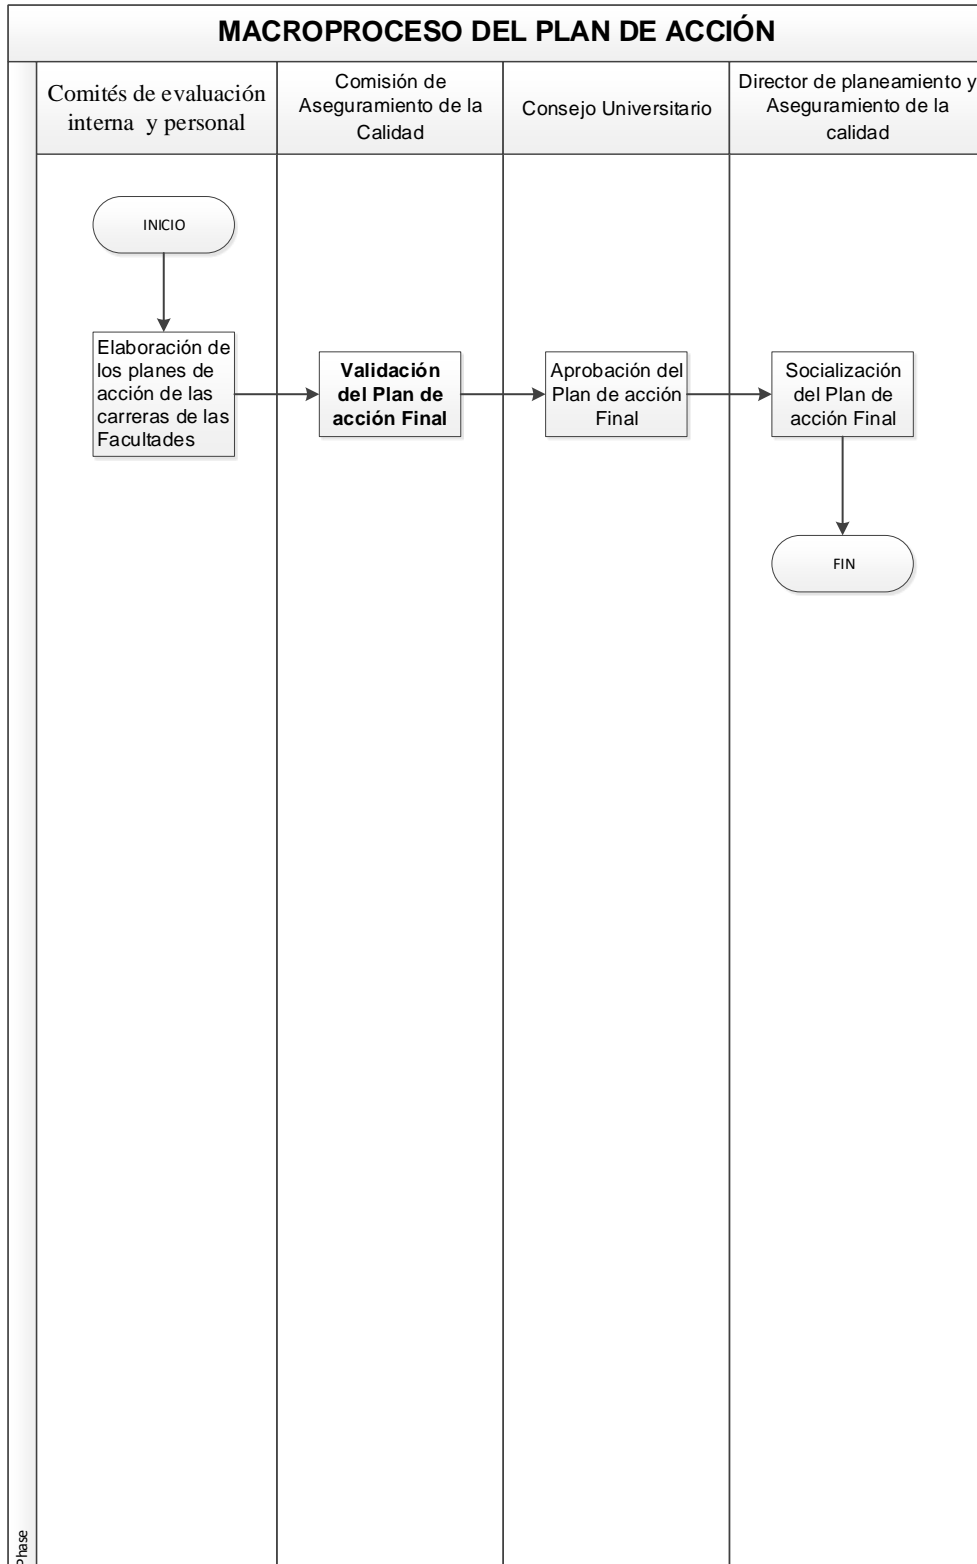 MACROPROCESO DEL PLAN DE ACCIÓN
Comités de evaluación
interna y personal
Comisión de
Aseguramiento de la
Calidad
Consejo Universitario
Director de planeamiento y
Aseguramiento de la
calidad
INICIO
Elaboración de
los planes de
acción de las
carreras de las
Facultades
Validación
del Plan de
acción Final
Aprobación del
Plan de acción
Final
Socialización
del Plan de
acción Final
FIN
Phase